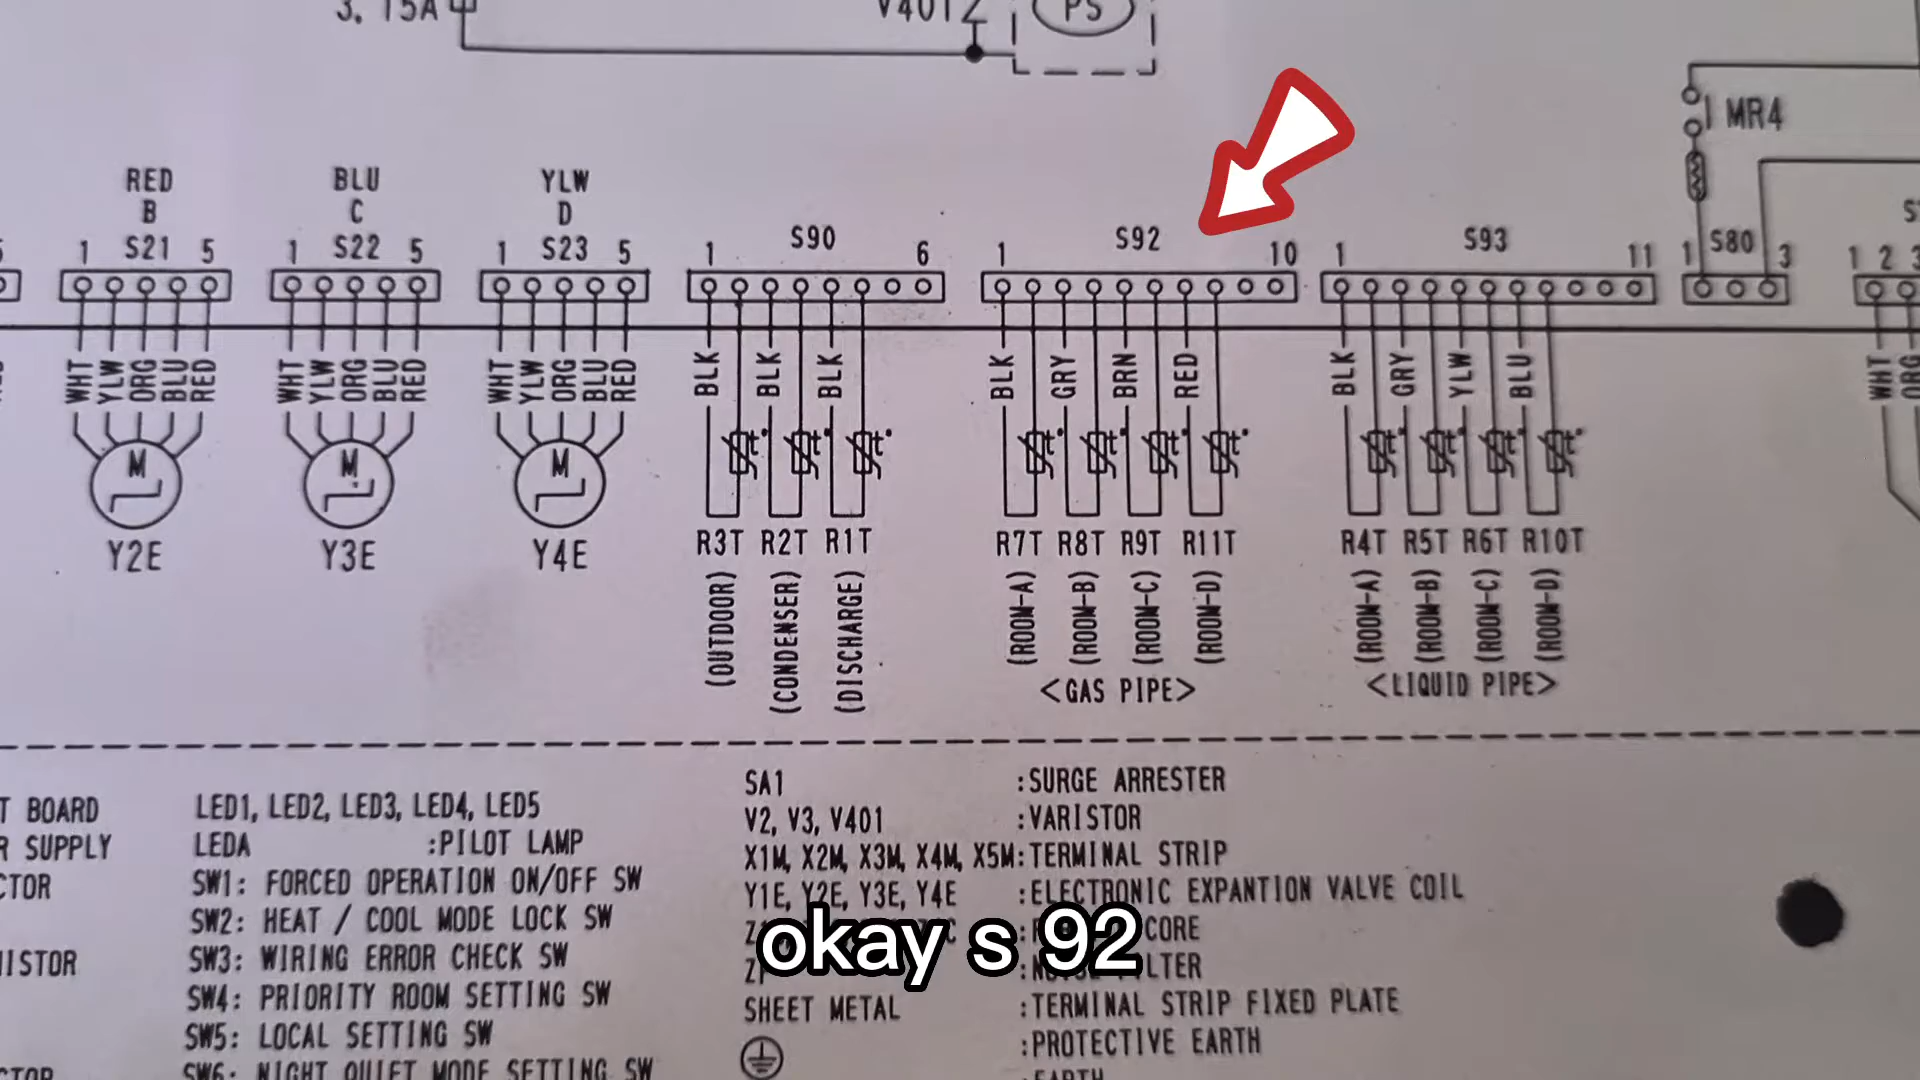 3.15A
V401
PS
MR4
RED
B
BLU
C
YLW
D
1 S21 5
1 S22 5
1 S23 5
1 S90 6
1 S92 10
1 S93 11
1 S80 3
1 2 3
WHT YLW ORG BLU RED
WHT YLW ORG BLU RED
WHT YLW ORG BLU RED
BLK BLK BLK
BLK GRY BRN RED
BLK GRY YLW BLU
WHT ORG
M
M
M
t°
t°
t°
t°
t°
t°
t°
t°
t°
t°
t°
Y2E
Y3E
Y4E
R3T R2T R1T
R7T R8T R9T R11T
R4T R5T R6T R10T
(OUTDOOR)
(CONDENSER)
(DISCHARGE)
(ROOM-A)
(ROOM-B)
(ROOM-C)
(ROOM-D)
<GAS PIPE>
(ROOM-A)
(ROOM-B)
(ROOM-C)
(ROOM-D)
<LIQUID PIPE>
T BOARD
R SUPPLY
CTOR
ISTOR
LED1, LED2, LED3, LED4, LED5
LEDA :PILOT LAMP
SW1: FORCED OPERATION ON/OFF SW
SW2: HEAT / COOL MODE LOCK SW
SW3: WIRING ERROR CHECK SW
SW4: PRIORITY ROOM SETTING SW
SW5: LOCAL SETTING SW
SW6: NIGHT QUIET MODE SETTING SW
SA1 :SURGE ARRESTER
V2, V3, V401 :VARISTOR
X1M, X2M, X3M, X4M, X5M:TERMINAL STRIP
Y1E, Y2E, Y3E, Y4E :ELECTRONIC EXPANTION VALVE COIL
CORE
SHEET METAL :TERMINAL STRIP FIXED PLATE
:PROTECTIVE EARTH
okay s 92